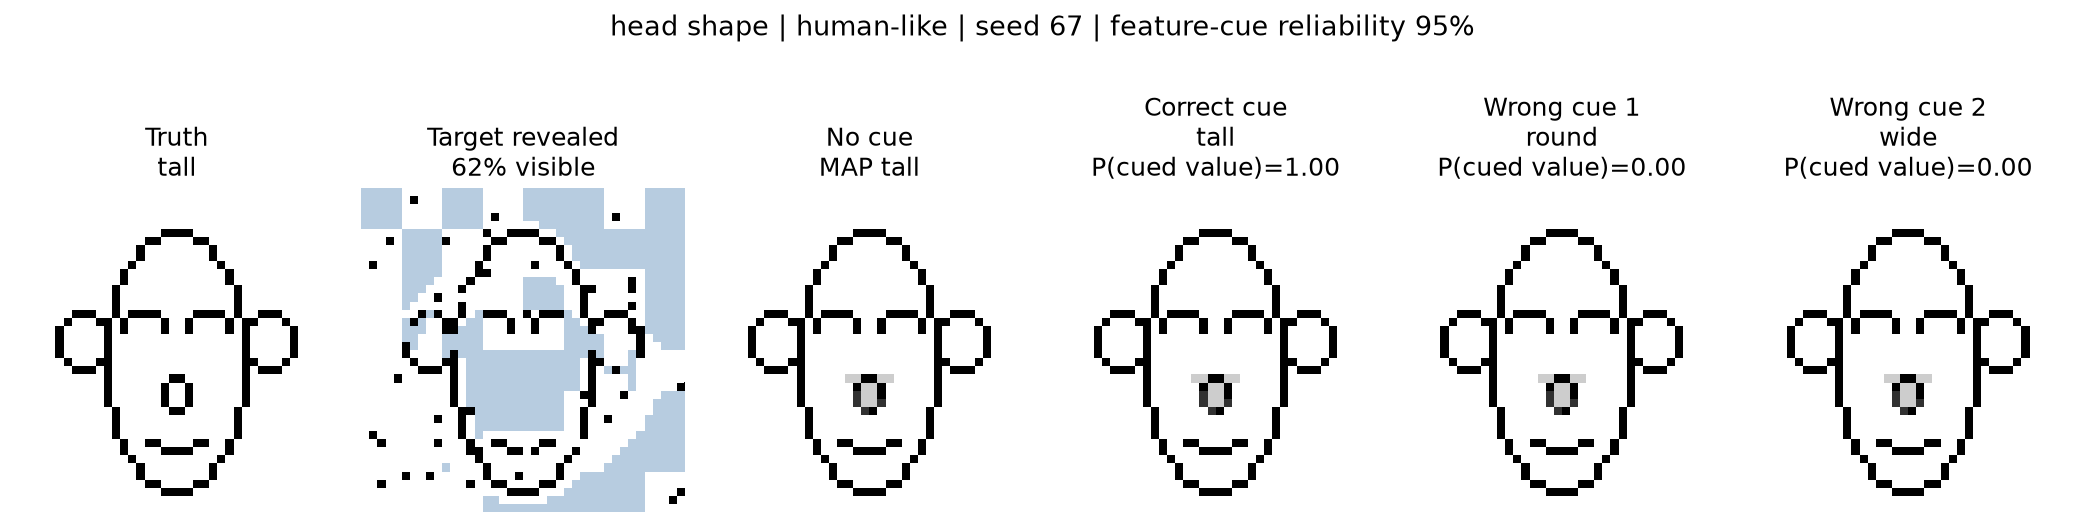 head shape | human-like | seed 67 | feature-cue reliability 95%
Truth
tall
Target revealed
62% visible
No cue
MAP tall
Correct cue
tall
P(cued value)=1.00
Wrong cue 1
round
P(cued value)=0.00
Wrong cue 2
wide
P(cued value)=0.00